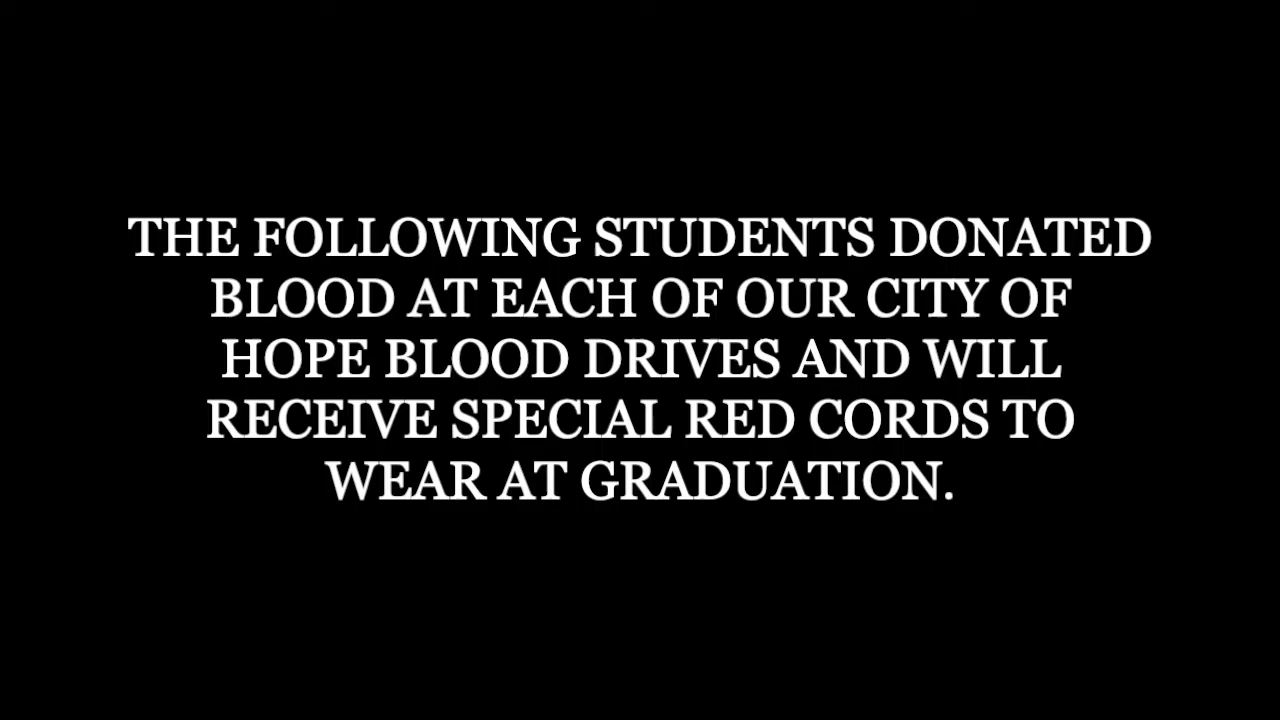 THE FOLLOWING STUDENTS DONATED
BLOOD AT EACH OF OUR CITY OF
HOPE BLOOD DRIVES AND WILL
RECEIVE SPECIAL RED CORDS TO
WEAR AT GRADUATION.